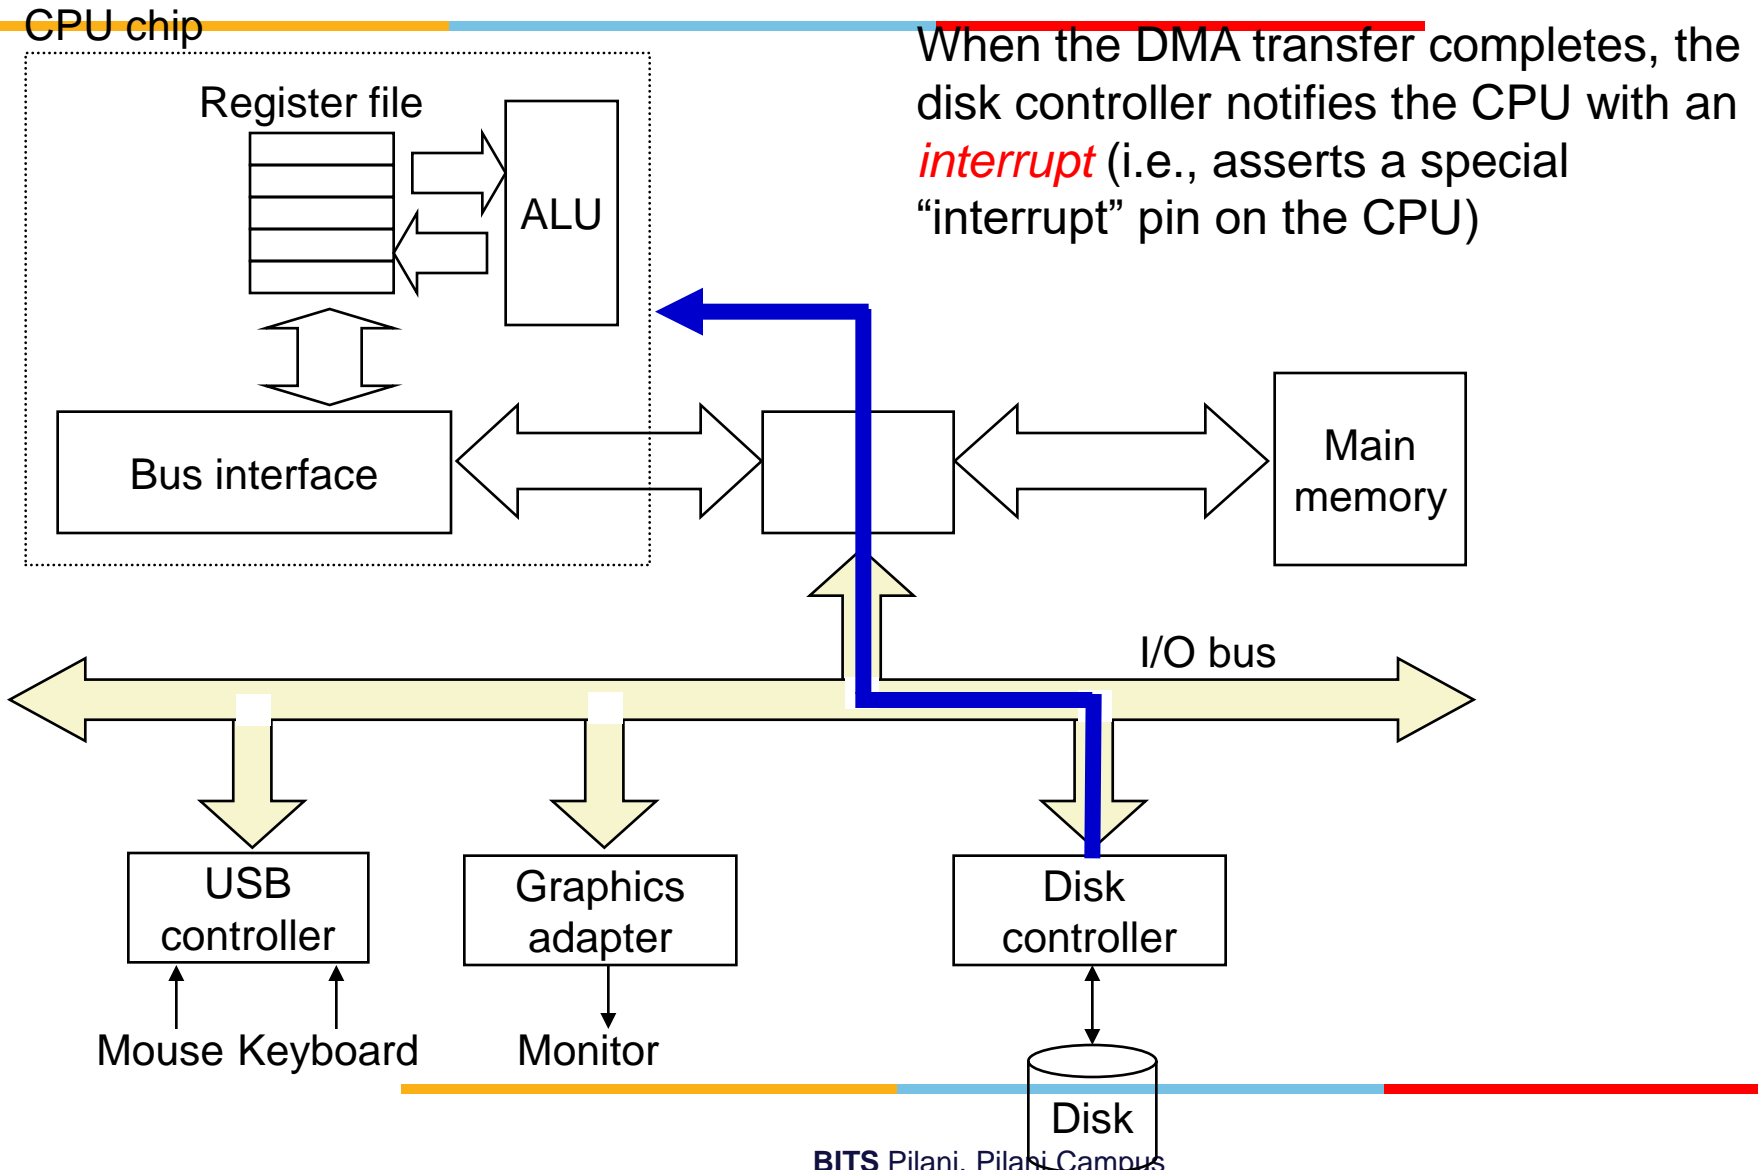 CPU chip
When the DMA transfer completes, the
disk controller notifies the CPU with an
interrupt (i.e., asserts a special
“interrupt” pin on the CPU)
Register file
ALU
Bus interface
Main
memory
I/O bus
USB
controller
Graphics
adapter
Disk
controller
Mouse Keyboard
Monitor
Disk
BITS Pilani, Pilani Campus